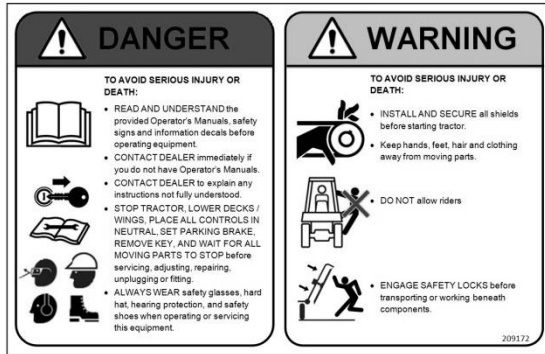 DANGER
TO AVOID SERIOUS INJURY OR
DEATH:
• READ AND UNDERSTAND the
provided Operator's Manuals, safety
signs and information decals before
operating equipment.
• CONTACT DEALER immediately if
you do not have Operator's Manuals.
• CONTACT DEALER to explain any
instructions not fully understood.
• STOP TRACTOR, LOWER DECKS /
WINGS, PLACE ALL CONTROLS IN
NEUTRAL, SET PARKING BRAKE,
REMOVE KEY, AND WAIT FOR ALL
MOVING PARTS TO STOP before
servicing, adjusting, repairing,
unplugging or fitting.
• ALWAYS WEAR safety glasses, hard
hat, hearing protection, and safety
shoes when operating or servicing
this equipment.
WARNING
TO AVOID SERIOUS INJURY OR
DEATH:
• INSTALL AND SECURE all shields
before starting tractor.
• Keep hands, feet, hair and clothing
away from moving parts.
• DO NOT allow riders
• ENGAGE SAFETY LOCKS before
transporting or working beneath
components.
209172